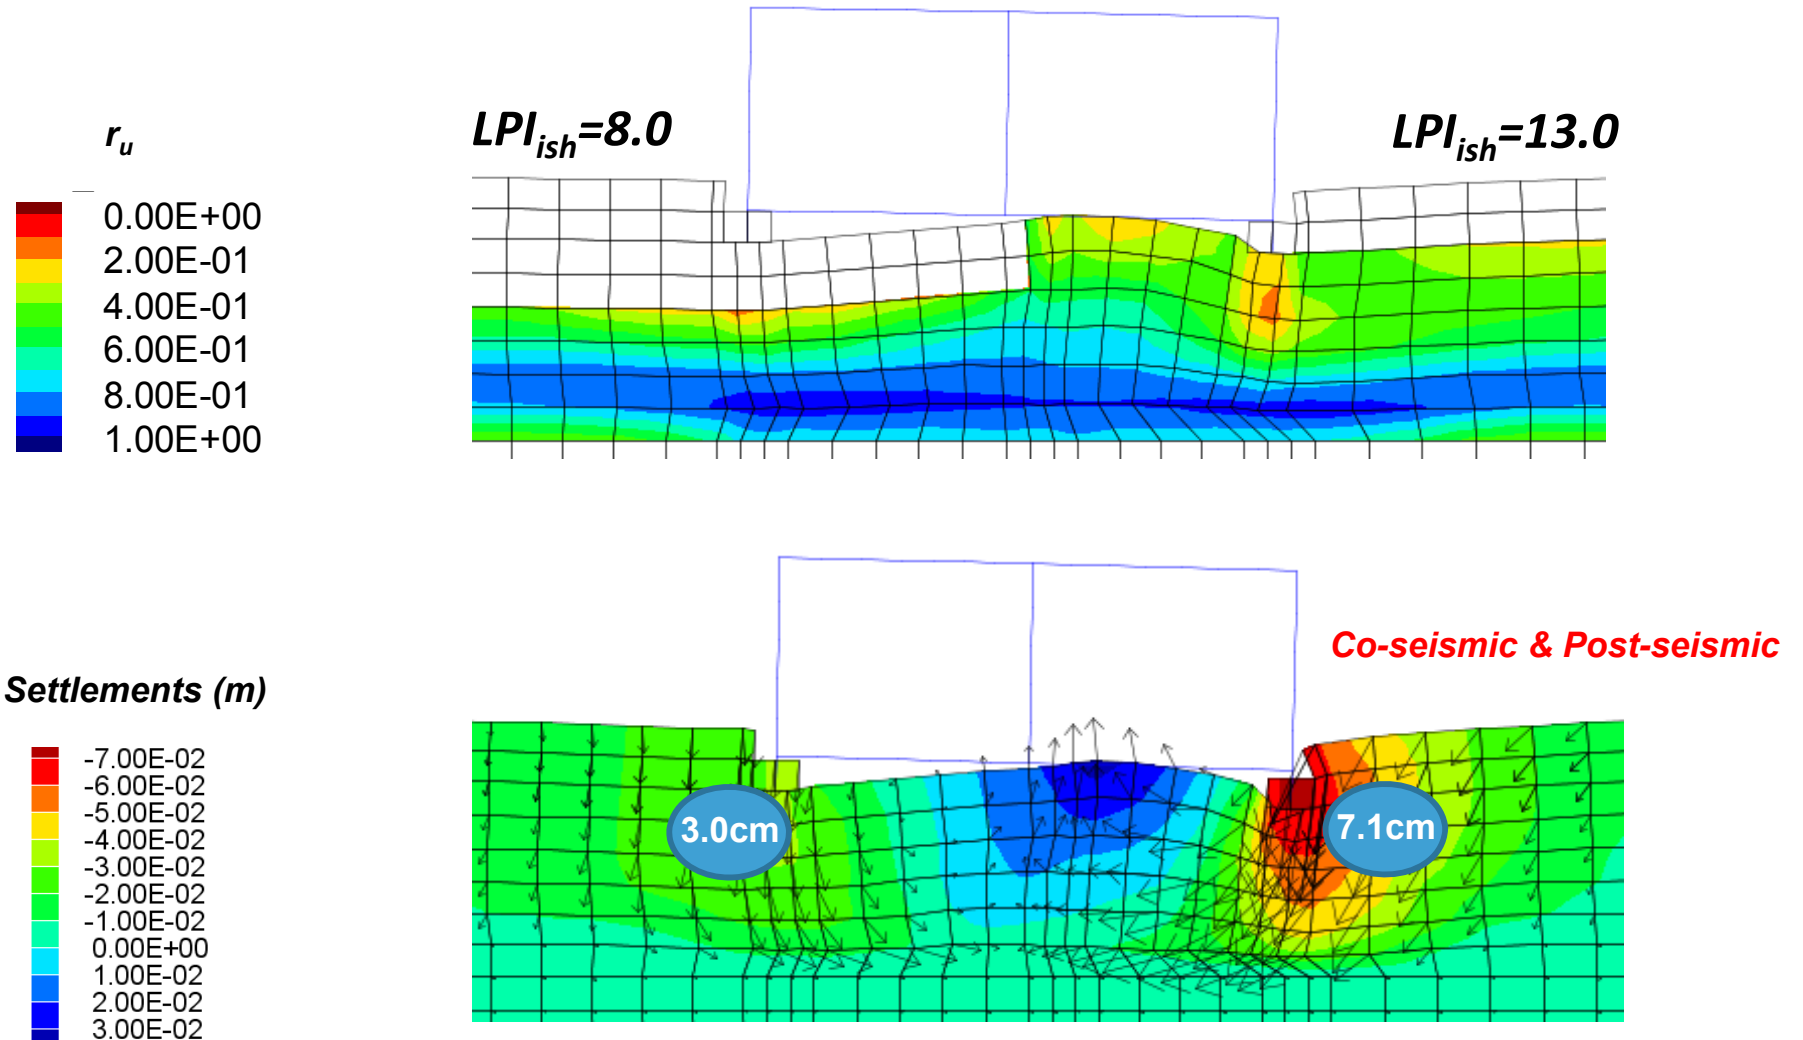 LPIish=8.0
LPIish=13.0
ru
0.00E+00
2.00E-01
4.00E-01
6.00E-01
8.00E-01
1.00E+00
Co-seismic & Post-seismic
Settlements (m)
-7.00E-02
-6.00E-02
-5.00E-02
-4.00E-02
-3.00E-02
-2.00E-02
-1.00E-02
0.00E+00
1.00E-02
2.00E-02
3.00E-02
3.0cm
7.1cm